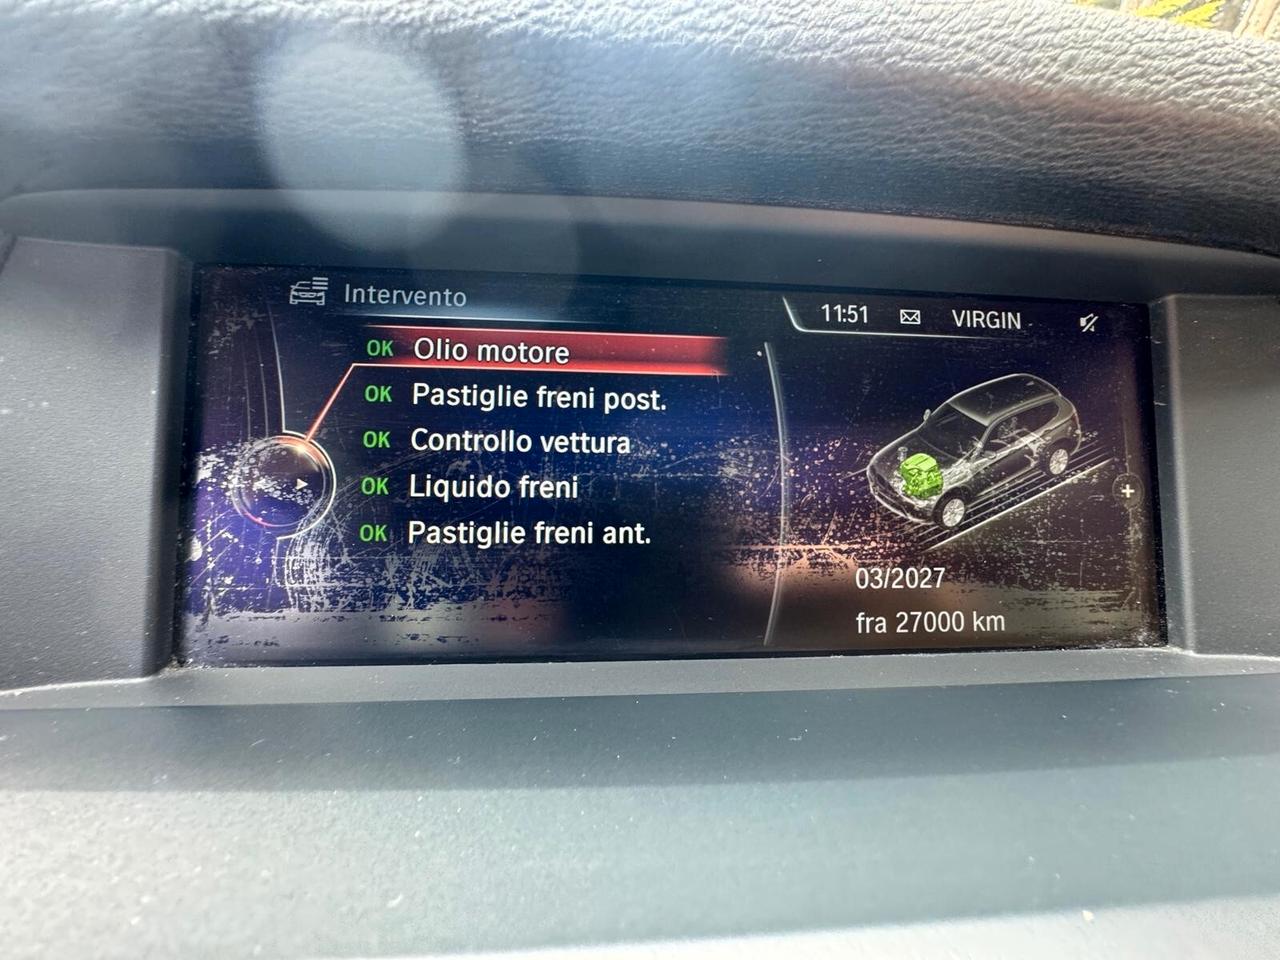 Intervento
11:51 VIRGIN
OK Olio motore
OK Pastiglie freni post.
OK Controllo vettura
OK Liquido freni
OK Pastiglie freni ant.
+
03/2027
fra 27000 km